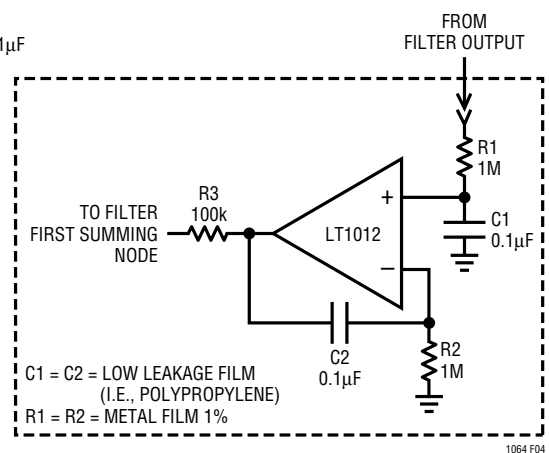 1µF
FROM
FILTER OUTPUT
R1
1M
R3
100k
TO FILTER
FIRST SUMMING
NODE
+
LT1012
–
C1
0.1µF
C2
0.1µF
R2
1M
C1 = C2 = LOW LEAKAGE FILM
(I.E., POLYPROPYLENE)
R1 = R2 = METAL FILM 1%
1064 F04